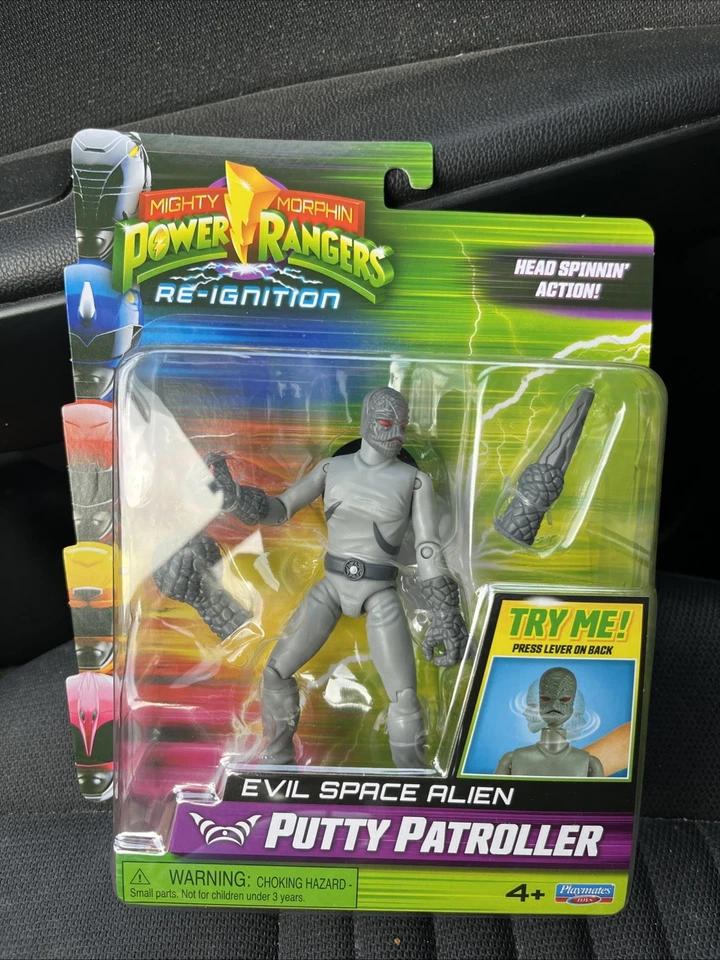 MIGHTY MORPHIN
POWER RANGERS
RE-IGNITION
HEAD SPINNIN'
ACTION!
TRY ME!
PRESS LEVER ON BACK
EVIL SPACE ALIEN
PUTTY PATROLLER
WARNING: CHOKING HAZARD -
Small parts. Not for children under 3 years.
4+
Playmates
TOYS